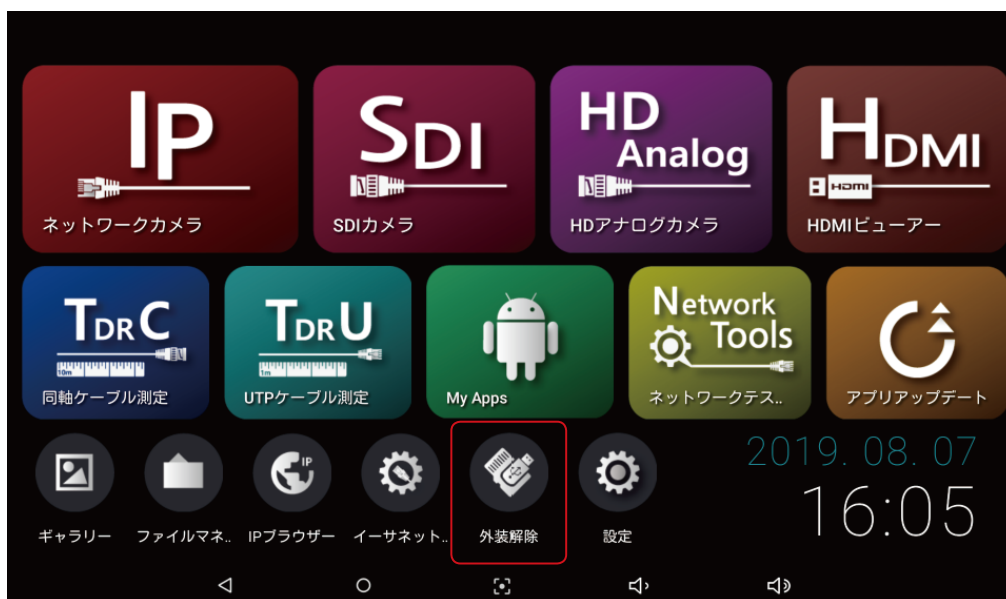 IP
ネットワークカメラ
SDI
SDIカメラ
HD
Analog
HDアナログカメラ
HDMI
HDMI
HDMIビューアー
TDR C
10m
同軸ケーブル測定
TDR U
1m
UTPケーブル測定
My Apps
Network
Tools
ネットワークテス..
アプリアップデート
IP
ギャラリー
ファイルマネ..
IPブラウザー
イーサネット..
外装解除
設定
2019. 08. 07
16:05